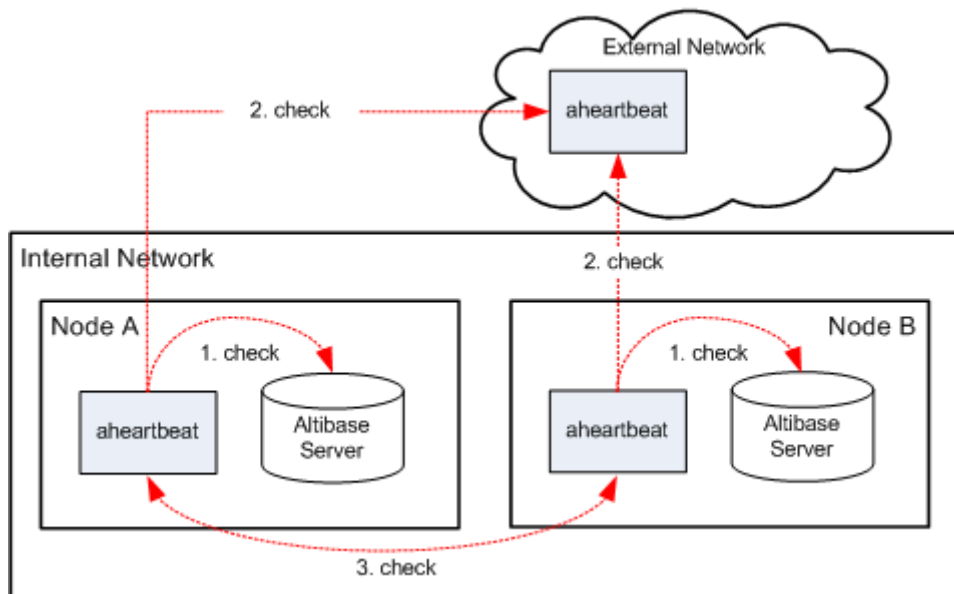 External Network
aheartbeat
2. check
Internal Network
2. check
Node A
Node B
1. check
1. check
aheartbeat
Altibase
Server
aheartbeat
Altibase
Server
3. check